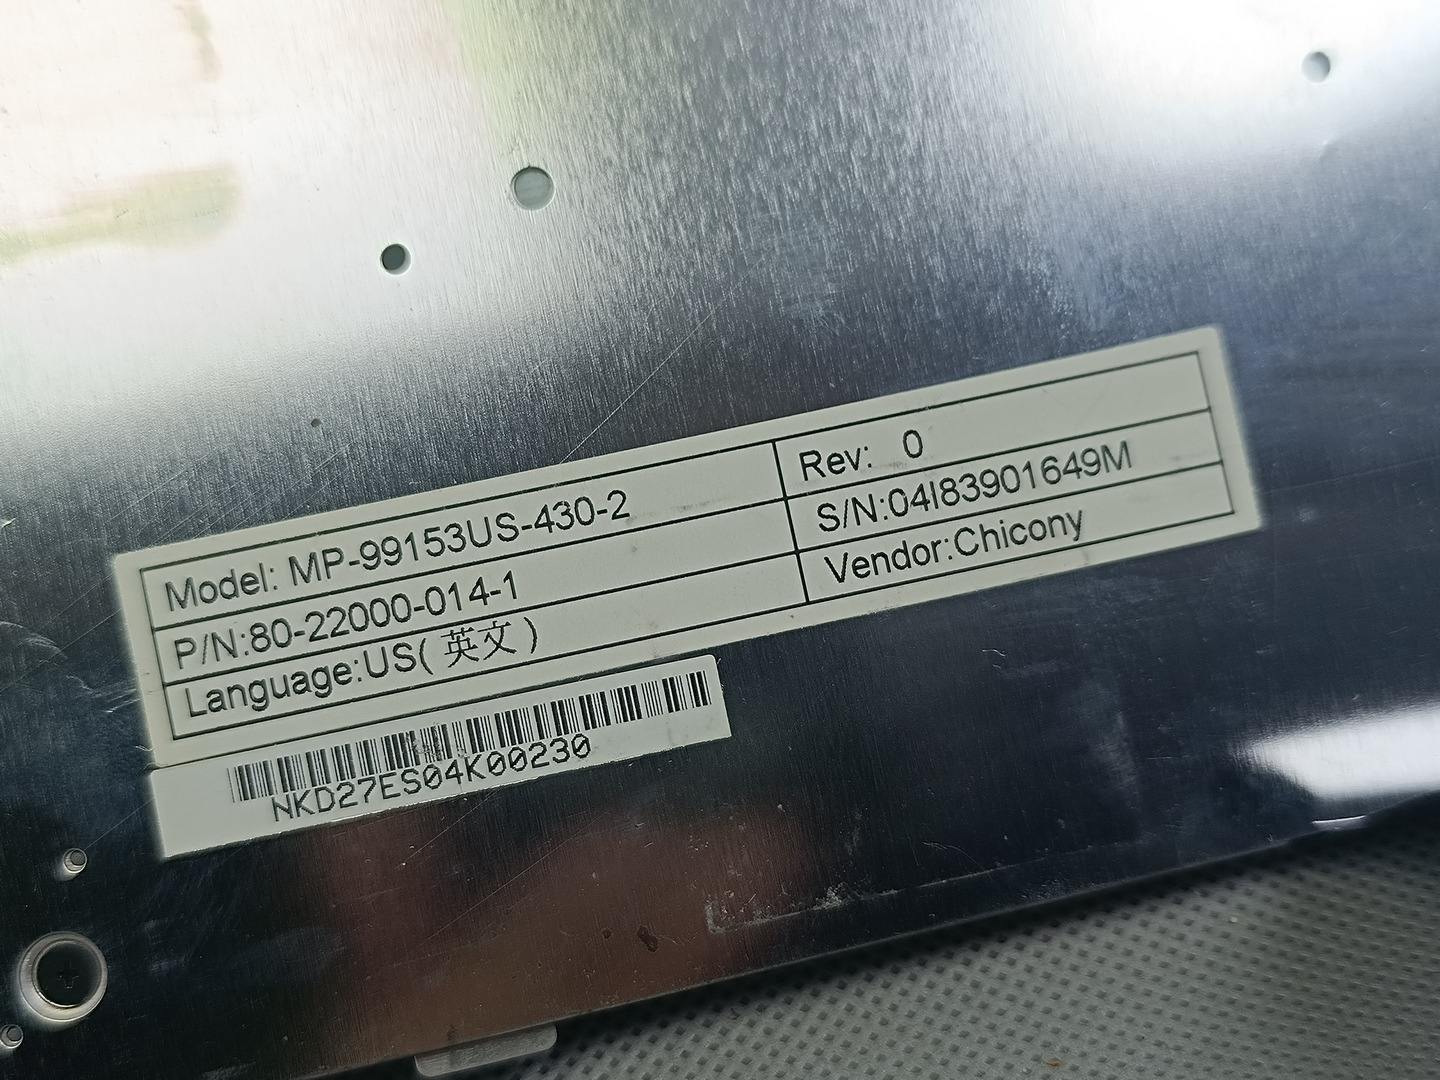 Model: MP-99153US-430-2
Rev: 0
P/N:80-22000-014-1
S/N:04I83901649M
Language:US(英文)
Vendor:Chicony
NKD27ES04K00230